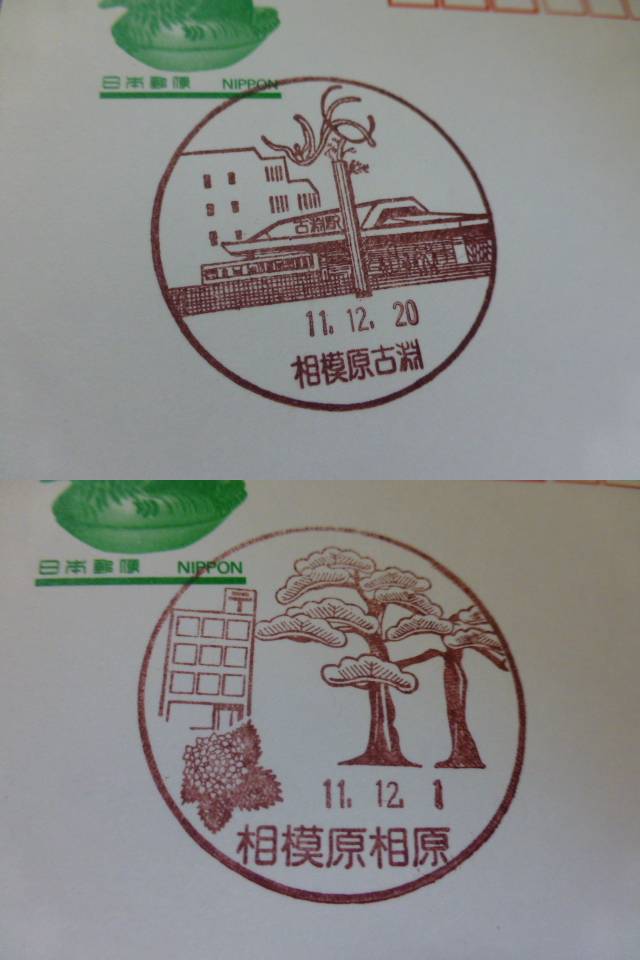 日本郵便 NIPPON
古淵駅
11. 12. 20
相模原古淵
日本郵便 NIPPON
11. 12. 1
相模原相原